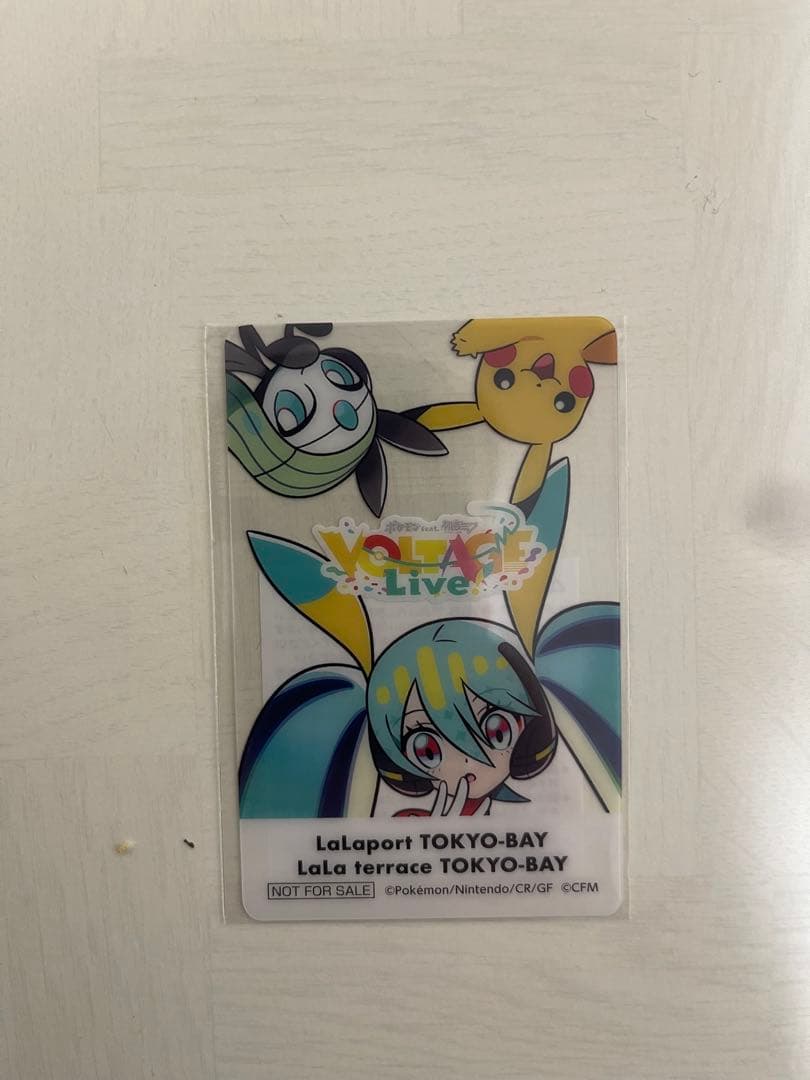 ポケモン feat. 初音ミク
VOLTAGE
Live!
LaLaport TOKYO-BAY
LaLa terrace TOKYO-BAY
NOT FOR SALE ©Pokémon/Nintendo/CR/GF ©CFM